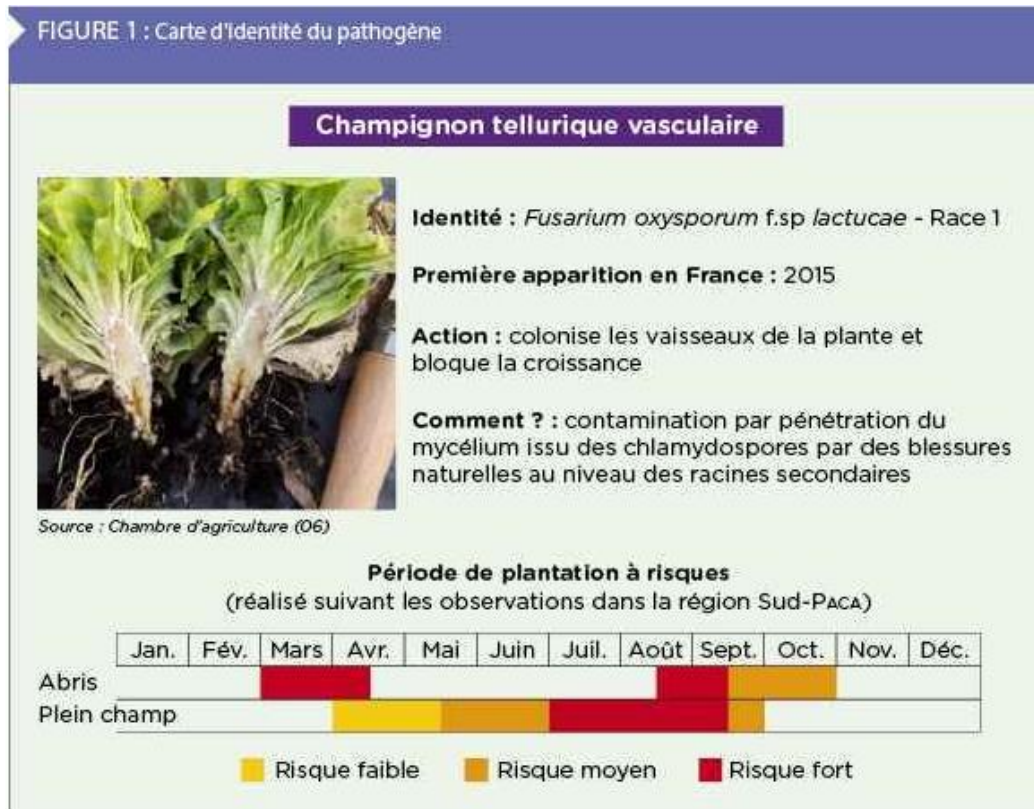 FIGURE 1 : Carte d'identité du pathogène
Champignon tellurique vasculaire
Identité : Fusarium oxysporum f.sp lactucae - Race 1
Première apparition en France : 2015
Action : colonise les vaisseaux de la plante et
bloque la croissance
Comment ? : contamination par pénétration du
mycélium issu des chlamydospores par des blessures
naturelles au niveau des racines secondaires
Source : Chambre d'agriculture (06)
Période de plantation à risques
(réalisé suivant les observations dans la région Sud-PACA)
Jan. Fév. Mars Avr. Mai Juin Juil. Août Sept. Oct. Nov. Déc.
Abris
Plein champ
Risque faible Risque moyen Risque fort